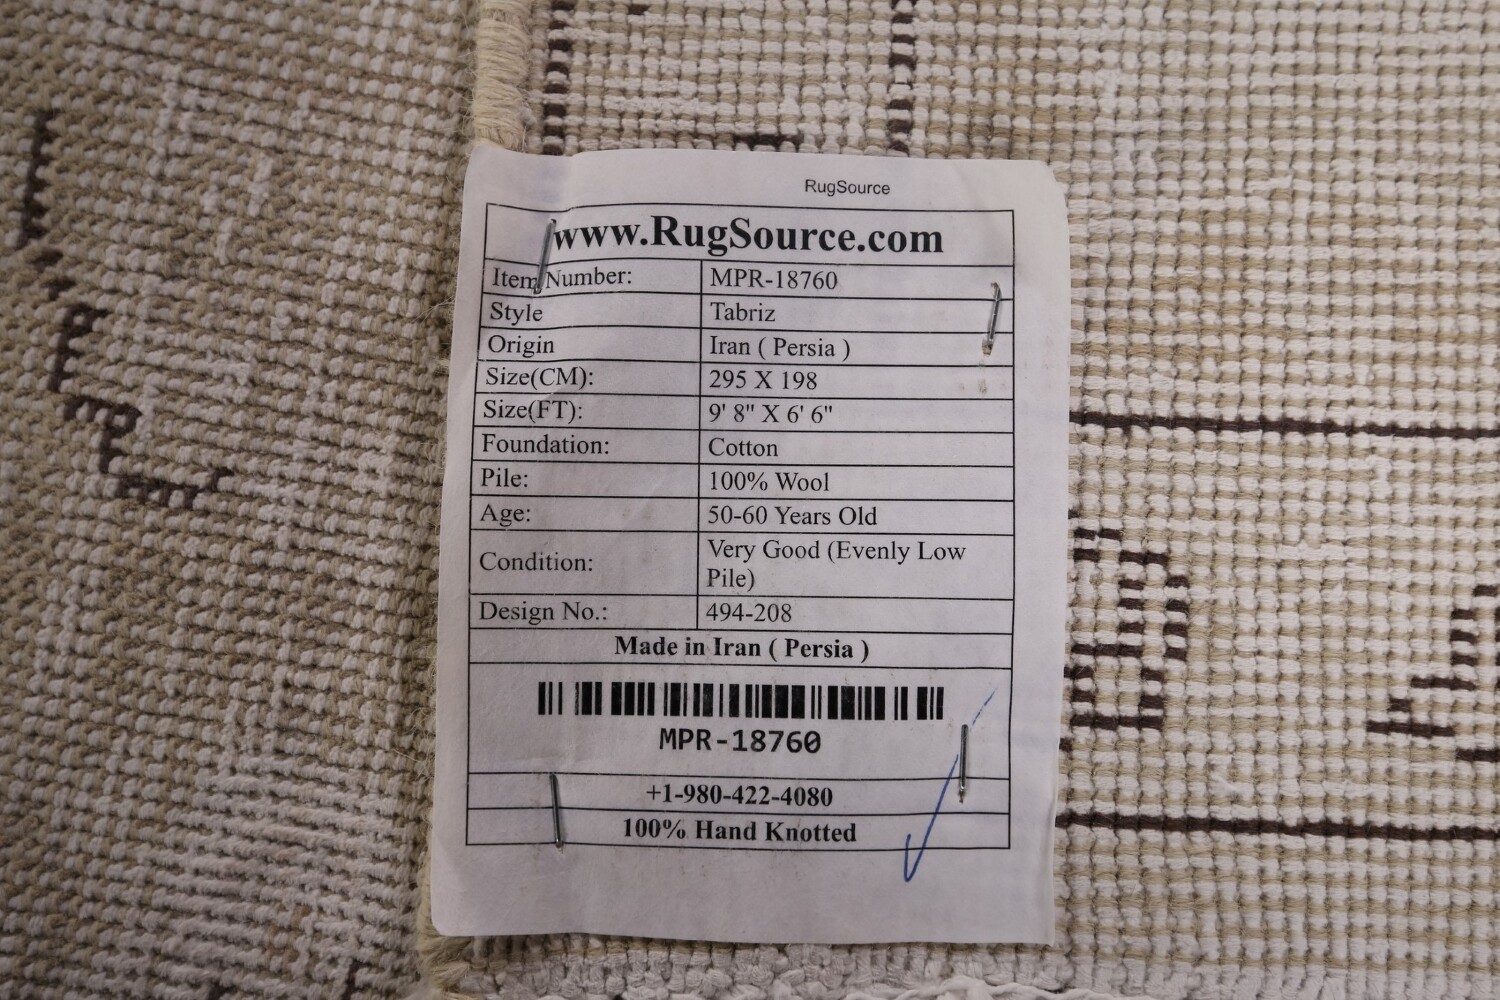 RugSource
www.RugSource.com
Item Number: MPR-18760
Style Tabriz
Origin Iran ( Persia )
Size(CM): 295 X 198
Size(FT): 9' 8" X 6' 6"
Foundation: Cotton
Pile: 100% Wool
Age: 50-60 Years Old
Condition: Very Good (Evenly Low
Pile)
Design No.: 494-208
Made in Iran ( Persia )
MPR-18760
+1-980-422-4080
100% Hand Knotted